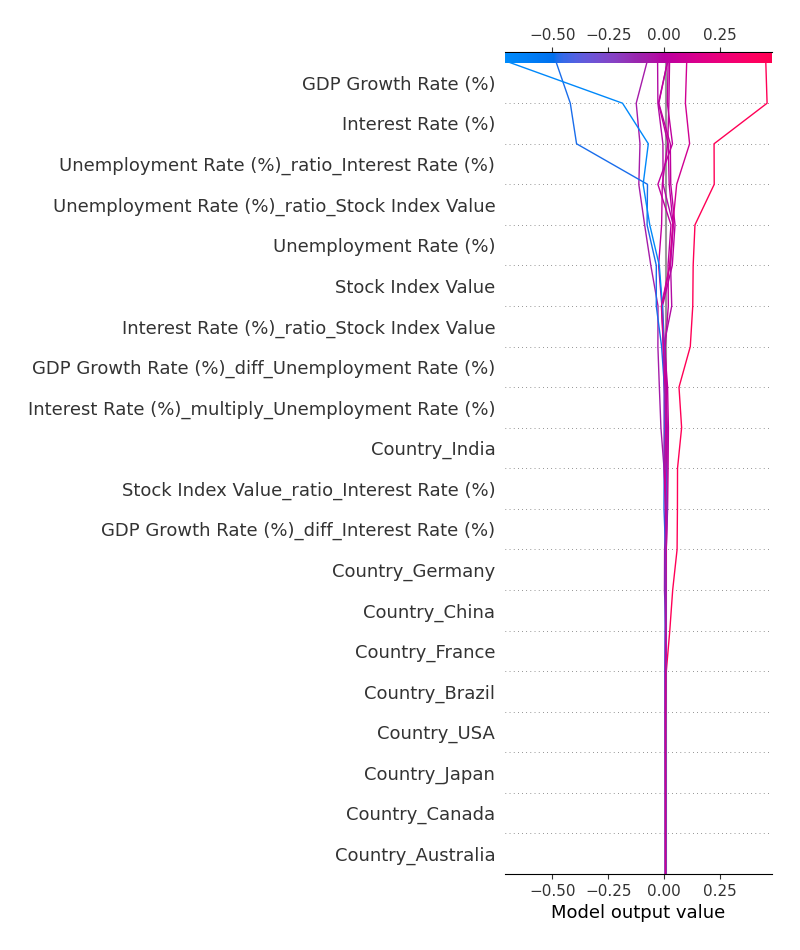 −0.50 −0.25 0.00 0.25
GDP Growth Rate (%)
Interest Rate (%)
Unemployment Rate (%)_ratio_Interest Rate (%)
Unemployment Rate (%)_ratio_Stock Index Value
Unemployment Rate (%)
Stock Index Value
Interest Rate (%)_ratio_Stock Index Value
GDP Growth Rate (%)_diff_Unemployment Rate (%)
Interest Rate (%)_multiply_Unemployment Rate (%)
Country_India
Stock Index Value_ratio_Interest Rate (%)
GDP Growth Rate (%)_diff_Interest Rate (%)
Country_Germany
Country_China
Country_France
Country_Brazil
Country_USA
Country_Japan
Country_Canada
Country_Australia
−0.50 −0.25 0.00 0.25
Model output value